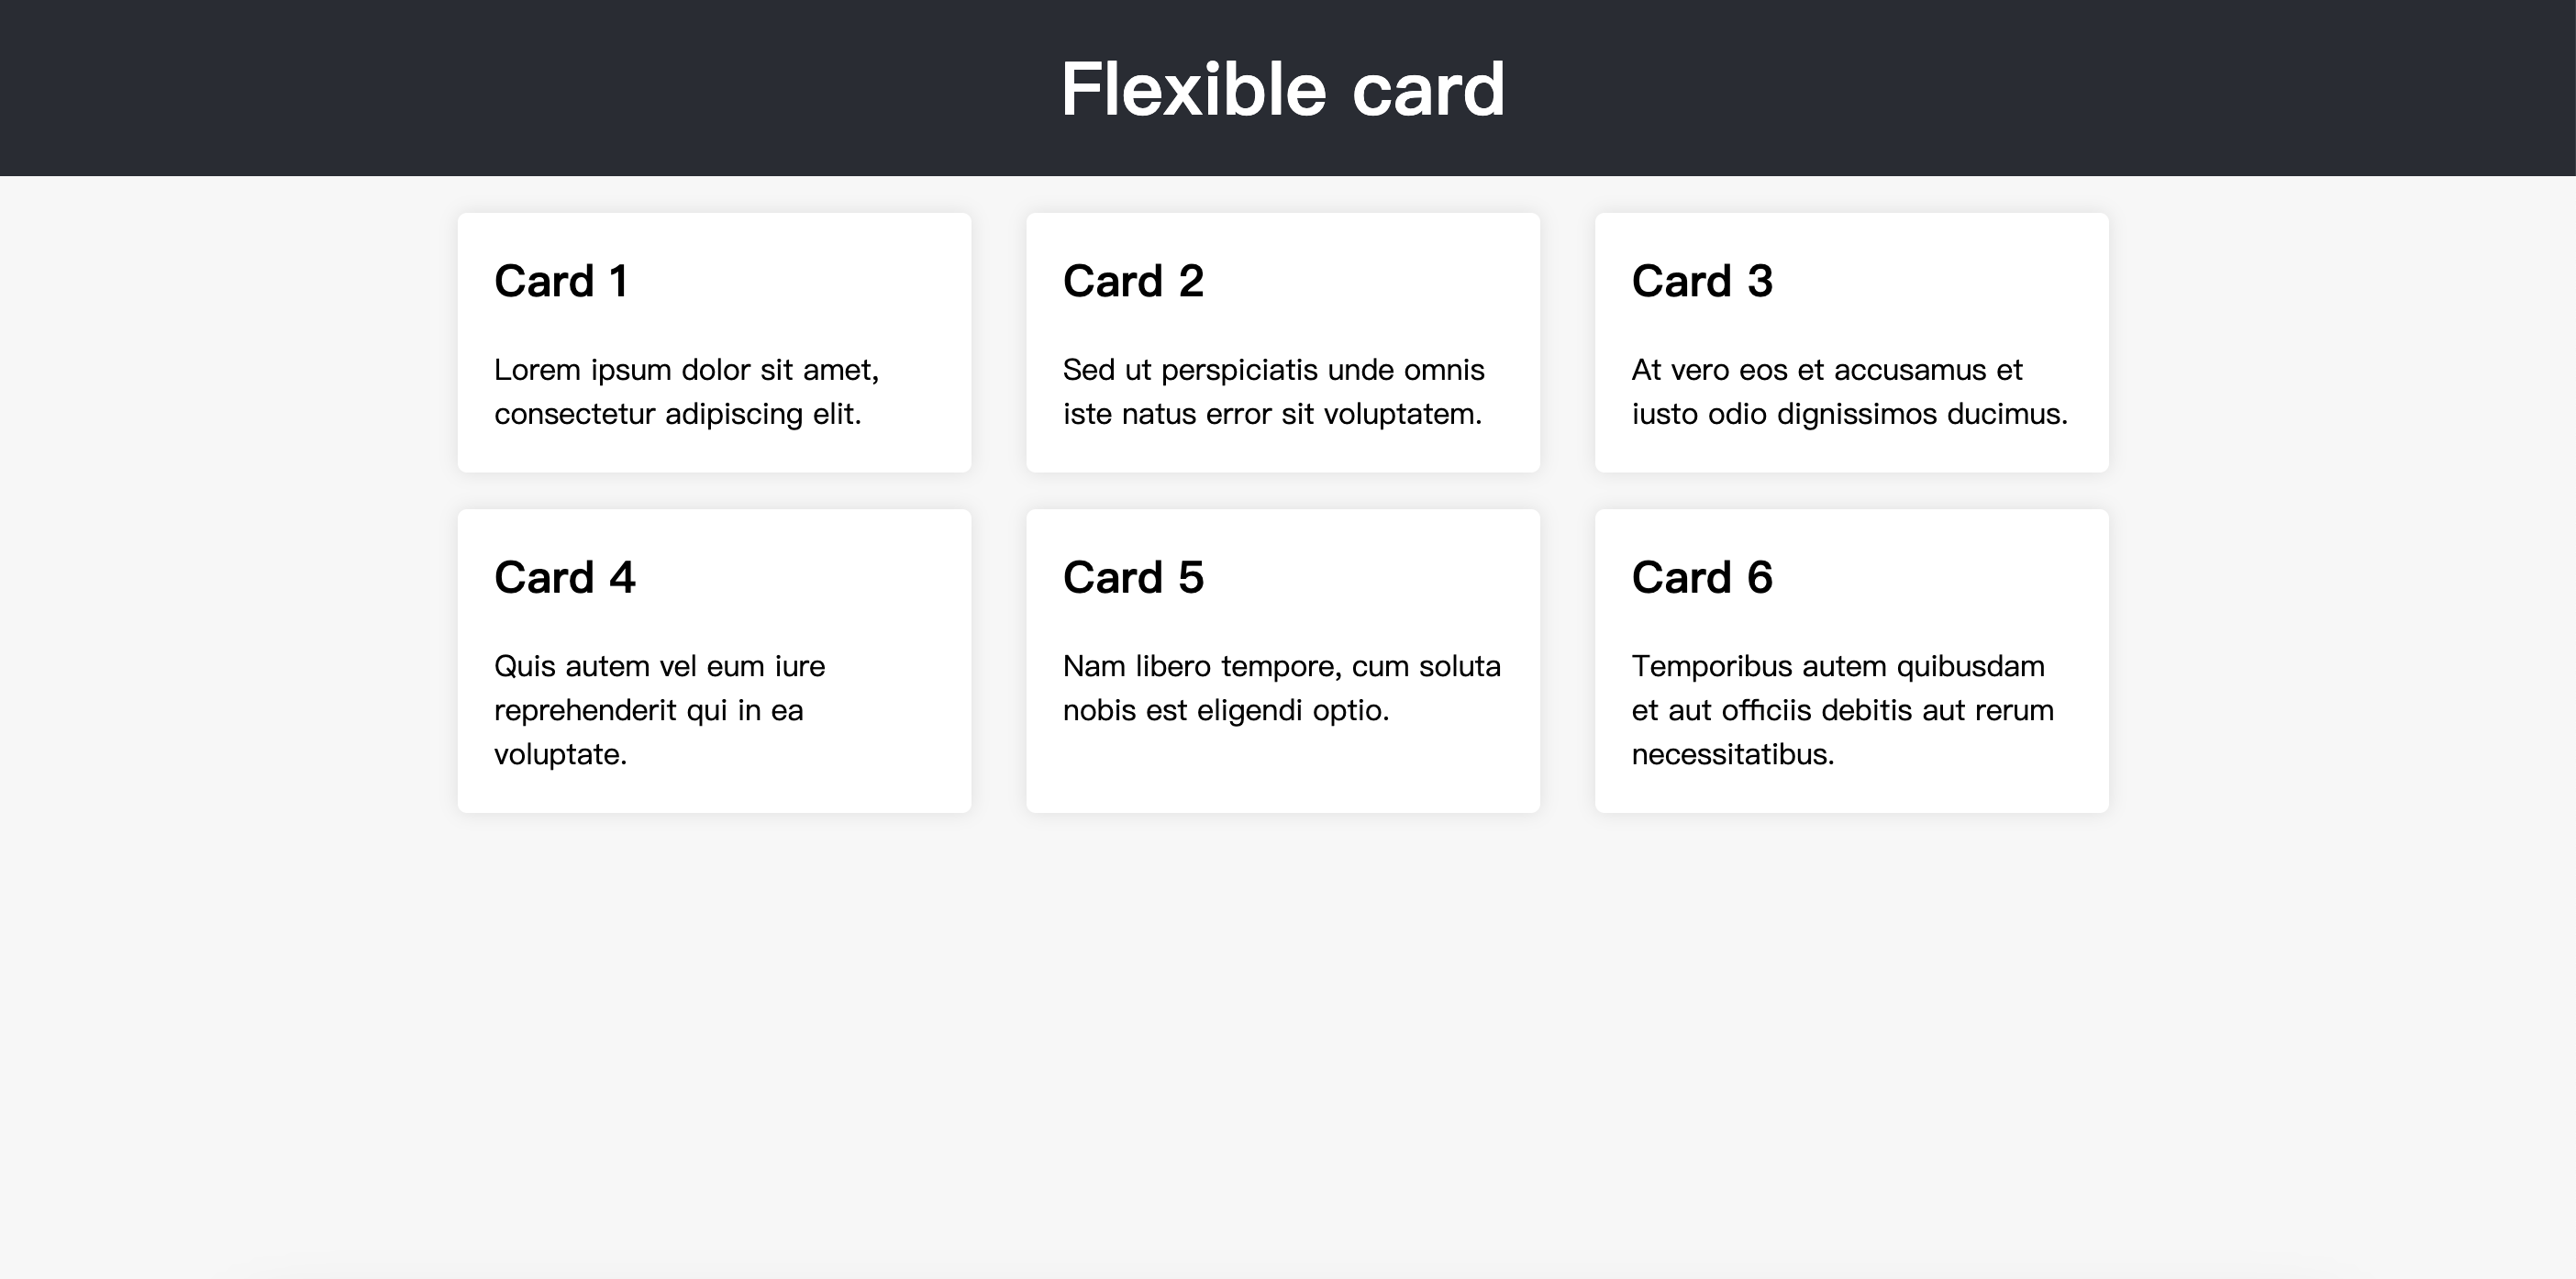 Flexible card
Card 1
Lorem ipsum dolor sit amet,
consectetur adipiscing elit.
Card 2
Sed ut perspiciatis unde omnis
iste natus error sit voluptatem.
Card 3
At vero eos et accusamus et
iusto odio dignissimos ducimus.
Card 4
Quis autem vel eum iure
reprehenderit qui in ea
voluptate.
Card 5
Nam libero tempore, cum soluta
nobis est eligendi optio.
Card 6
Temporibus autem quibusdam
et aut officiis debitis aut rerum
necessitatibus.